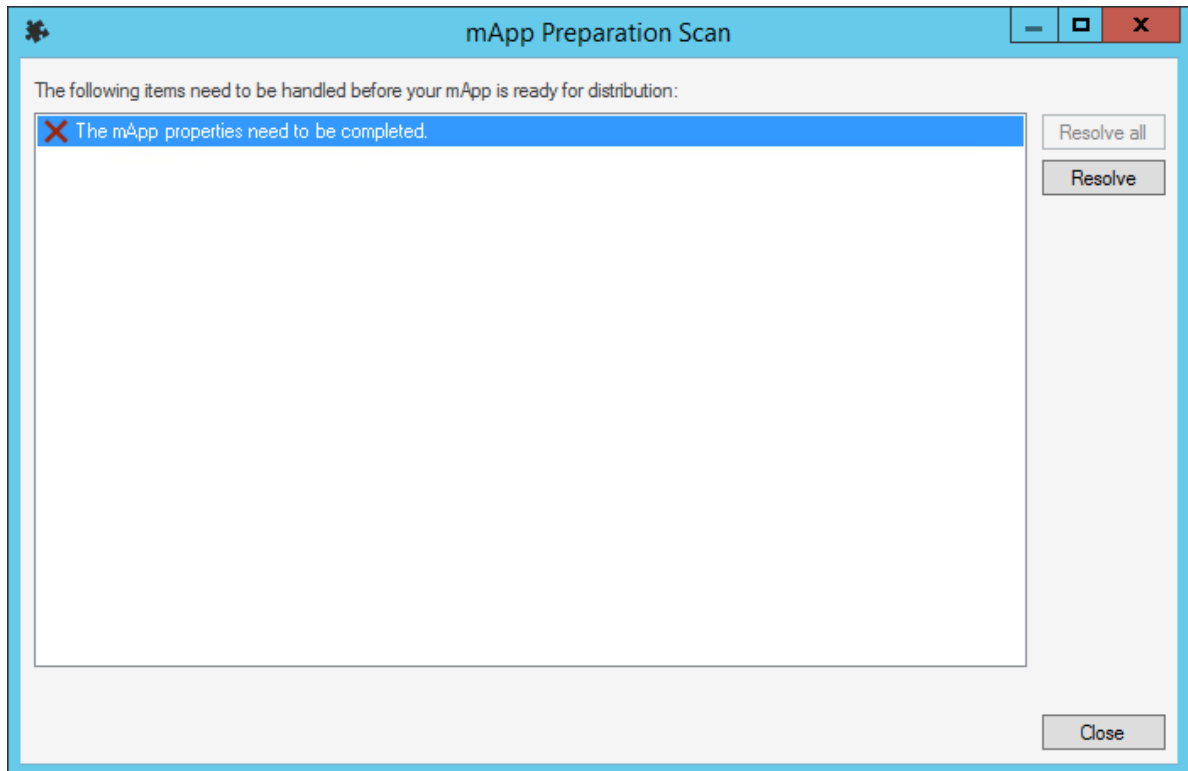 mApp Preparation Scan
The following items need to be handled before your mApp is ready for distribution:
The mApp properties need to be completed.
Resolve all
Resolve
Close